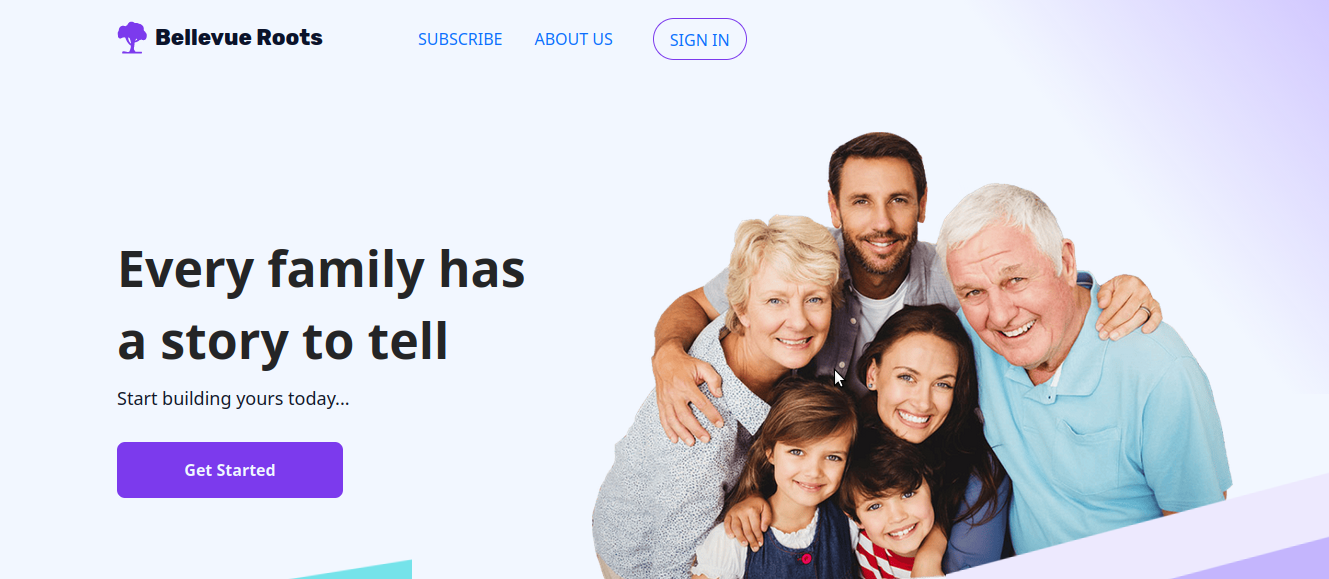 Bellevue Roots
SUBSCRIBE
ABOUT US
SIGN IN
Every family has
a story to tell
Start building yours today...
Get Started